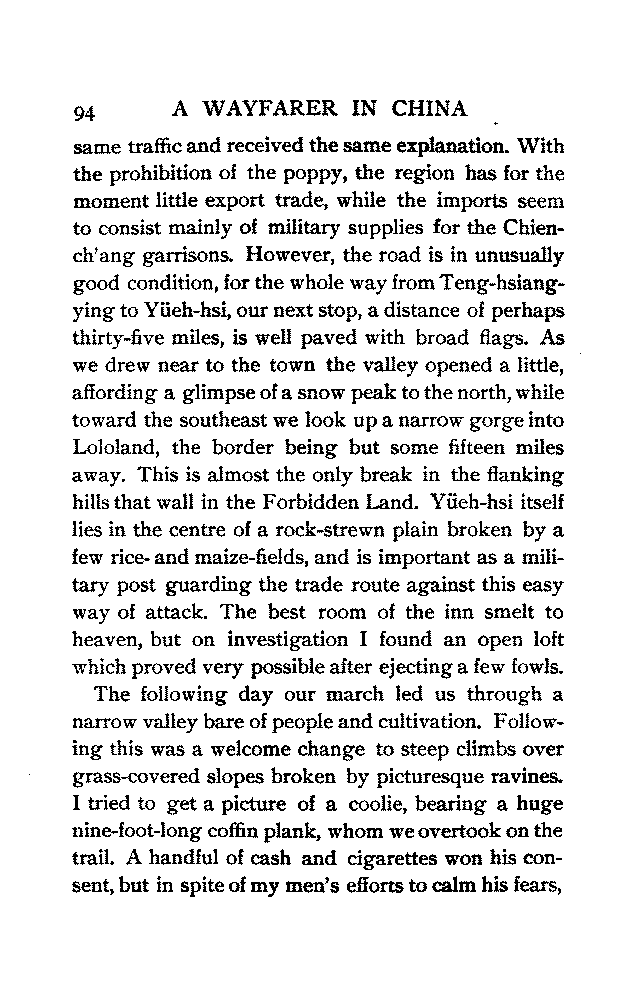 94 A WAYFARER IN CHINA
same traffic and received the same explanation. With
the prohibition of the poppy, the region has for the
moment little export trade, while the imports seem
to consist mainly of military supplies for the Chien-
ch'ang garrisons. However, the road is in unusually
good condition, for the whole way from Teng-hsiang-
ying to Yüeh-hsi, our next stop, a distance of perhaps
thirty-five miles, is well paved with broad flags. As
we drew near to the town the valley opened a little,
affording a glimpse of a snow peak to the north, while
toward the southeast we look up a narrow gorge into
Lololand, the border being but some fifteen miles
away. This is almost the only break in the flanking
hills that wall in the Forbidden Land. Yüeh-hsi itself
lies in the centre of a rock-strewn plain broken by a
few rice- and maize-fields, and is important as a mili-
tary post guarding the trade route against this easy
way of attack. The best room of the inn smelt to
heaven, but on investigation I found an open loft
which proved very possible after ejecting a few fowls.
The following day our march led us through a
narrow valley bare of people and cultivation. Follow-
ing this was a welcome change to steep climbs over
grass-covered slopes broken by picturesque ravines.
I tried to get a picture of a coolie, bearing a huge
nine-foot-long coffin plank, whom we overtook on the
trail. A handful of cash and cigarettes won his con-
sent, but in spite of my men's efforts to calm his fears,